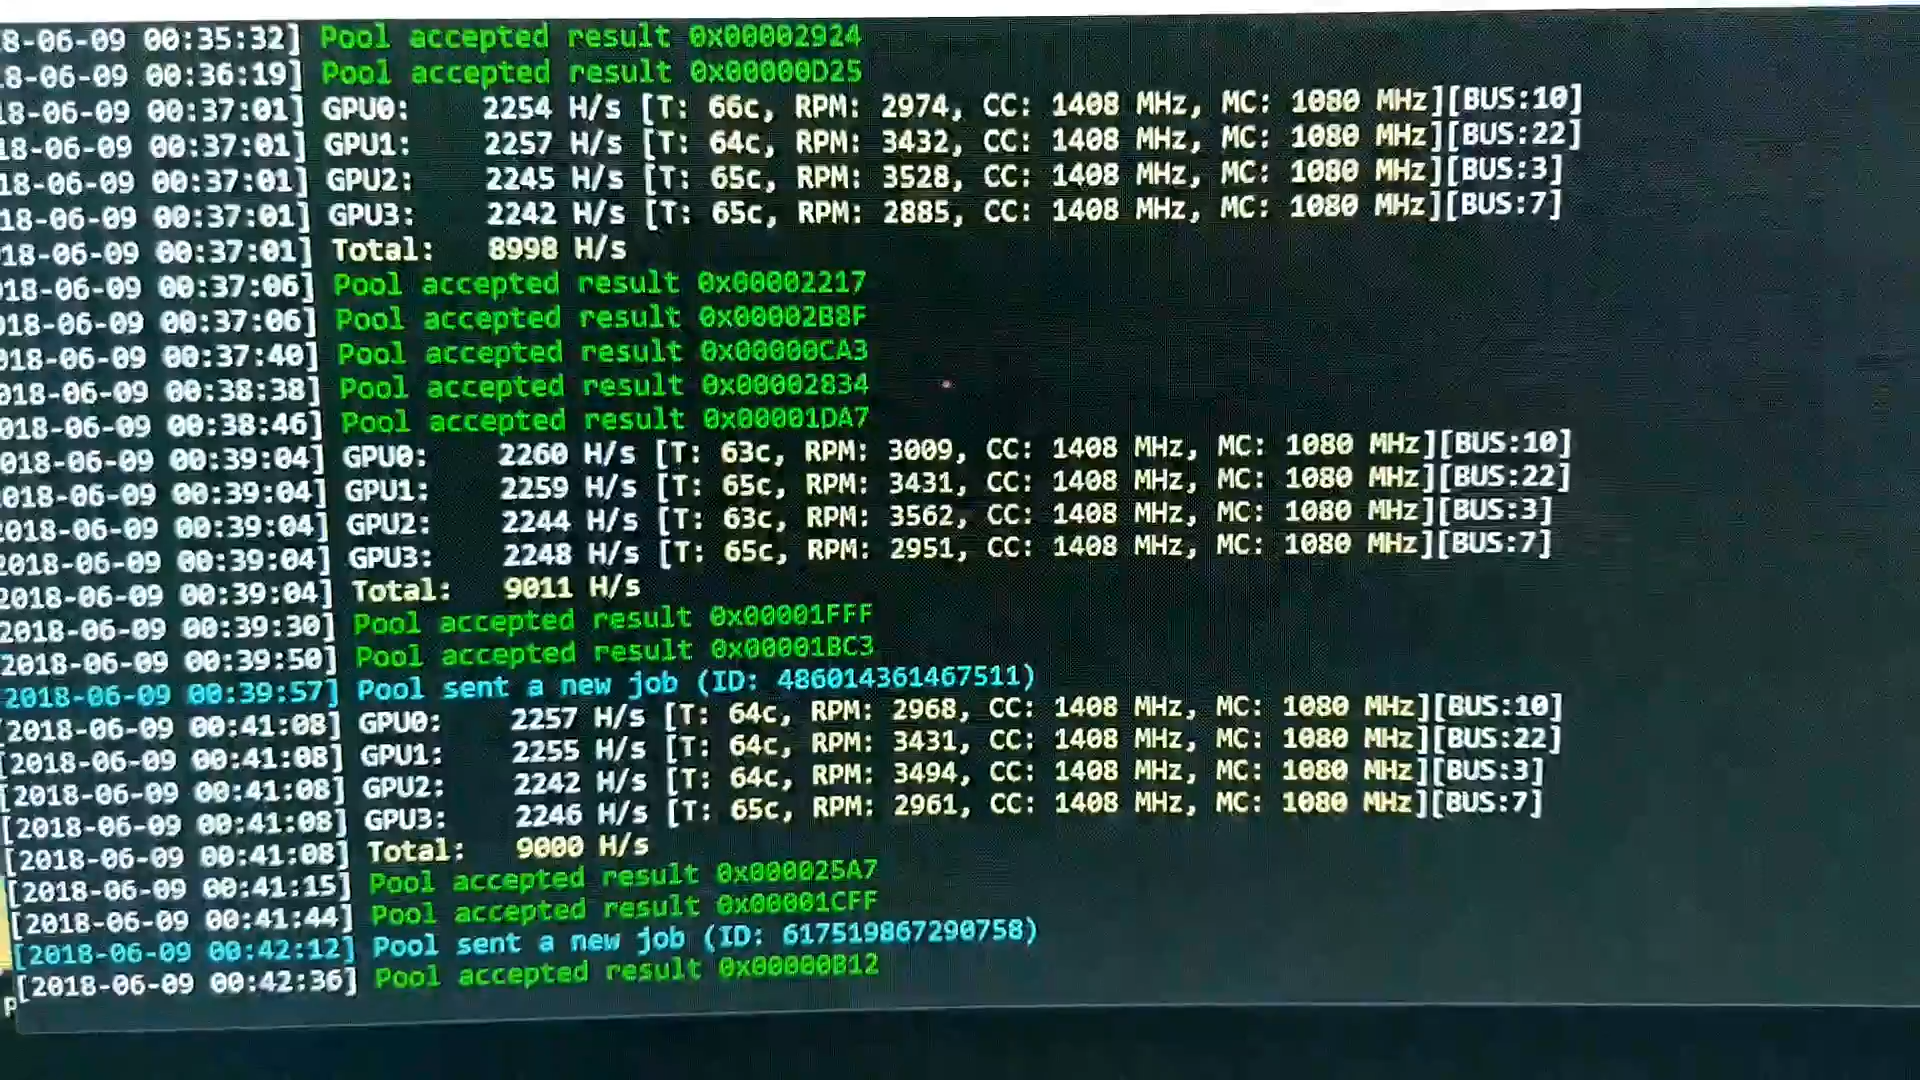 18-06-09 00:35:32] Pool accepted result 0x00002924
18-06-09 00:36:19] Pool accepted result 0x00000D25
18-06-09 00:37:01] GPU0: 2254 H/s [T: 66c, RPM: 2974, CC: 1408 MHz, MC: 1080 MHz][BUS:10]
18-06-09 00:37:01] GPU1: 2257 H/s [T: 64c, RPM: 3432, CC: 1408 MHz, MC: 1080 MHz][BUS:22]
18-06-09 00:37:01] GPU2: 2245 H/s [T: 65c, RPM: 3528, CC: 1408 MHz, MC: 1080 MHz][BUS:3]
18-06-09 00:37:01] GPU3: 2242 H/s [T: 65c, RPM: 2885, CC: 1408 MHz, MC: 1080 MHz][BUS:7]
18-06-09 00:37:01] Total: 8998 H/s
018-06-09 00:37:06] Pool accepted result 0x00002217
018-06-09 00:37:06] Pool accepted result 0x00002B8F
018-06-09 00:37:40] Pool accepted result 0x00000CA3
018-06-09 00:38:38] Pool accepted result 0x00002834
018-06-09 00:38:46] Pool accepted result 0x00001DA7
018-06-09 00:39:04] GPU0: 2260 H/s [T: 63c, RPM: 3009, CC: 1408 MHz, MC: 1080 MHz][BUS:10]
018-06-09 00:39:04] GPU1: 2259 H/s [T: 65c, RPM: 3431, CC: 1408 MHz, MC: 1080 MHz][BUS:22]
2018-06-09 00:39:04] GPU2: 2244 H/s [T: 63c, RPM: 3562, CC: 1408 MHz, MC: 1080 MHz][BUS:3]
2018-06-09 00:39:04] GPU3: 2248 H/s [T: 65c, RPM: 2951, CC: 1408 MHz, MC: 1080 MHz][BUS:7]
2018-06-09 00:39:04] Total: 9011 H/s
2018-06-09 00:39:30] Pool accepted result 0x00001FFF
2018-06-09 00:39:50] Pool accepted result 0x00001BC3
2018-06-09 00:39:57] Pool sent a new job (ID: 486014361467511)
[2018-06-09 00:41:08] GPU0: 2257 H/s [T: 64c, RPM: 2968, CC: 1408 MHz, MC: 1080 MHz][BUS:10]
[2018-06-09 00:41:08] GPU1: 2255 H/s [T: 64c, RPM: 3431, CC: 1408 MHz, MC: 1080 MHz][BUS:22]
[2018-06-09 00:41:08] GPU2: 2242 H/s [T: 64c, RPM: 3494, CC: 1408 MHz, MC: 1080 MHz][BUS:3]
[2018-06-09 00:41:08] GPU3: 2246 H/s [T: 65c, RPM: 2961, CC: 1408 MHz, MC: 1080 MHz][BUS:7]
[2018-06-09 00:41:08] Total: 9000 H/s
[2018-06-09 00:41:15] Pool accepted result 0x000025A7
[2018-06-09 00:41:44] Pool accepted result 0x00001CFF
[2018-06-09 00:42:12] Pool sent a new job (ID: 617519867290758)
[2018-06-09 00:42:36] Pool accepted result 0x00000B12